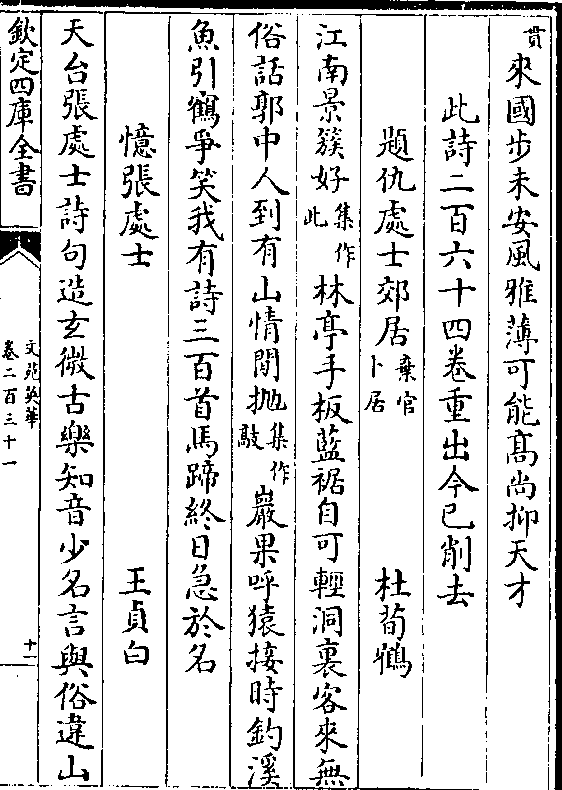 貫來國步未安風雅薄可能高尚抑天才
此詩二百六十四卷重出今已削去
題仇處士郊居棄官卜居 杜荀鶴
江南景簇好集作此林亭手板藍裾自可輕洞裏客來無
俗話郭中人到有山情閒抛集作敲巖果呼猿接時釣溪
魚引鶴爭笑我有詩三百首馬蹄終日急於名
憶張處士 王貞白
天台張處士詩句造玄微古樂知音少名言與俗違山
欽定四庫全書
文苑英華
卷二百三十一
十一